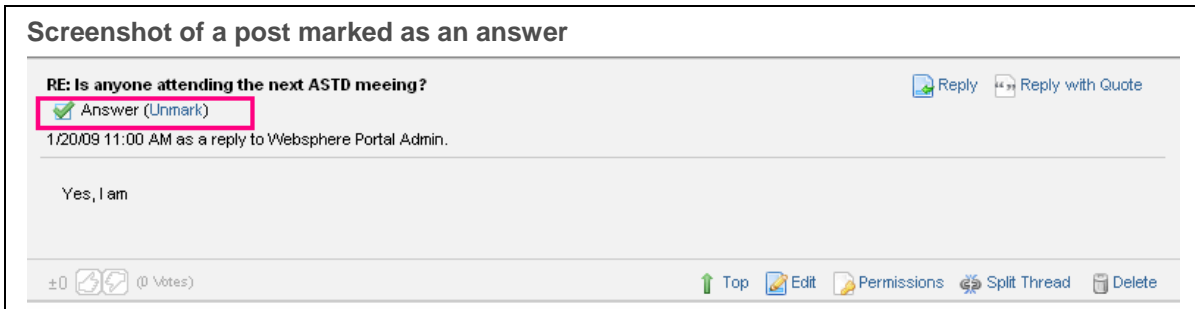 Screenshot of a post marked as an answer
RE: Is anyone attending the next ASTD meeing?
Reply Reply with Quote
Answer (Unmark)
1/20/09 11:00 AM as a reply to Websphere Portal Admin.
Yes, I am
±0 (0 Votes) Top Edit Permissions Split Thread Delete